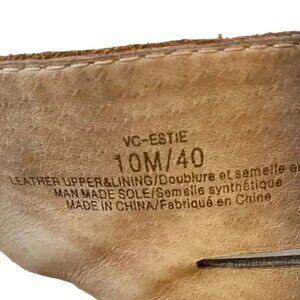 VC-ESTIE
10M/40
LEATHER UPPER&LINING/Doublure et semelle
MAN MADE SOLE/Semelle synthétique
MADE IN CHINA/Fabriqué en Chine